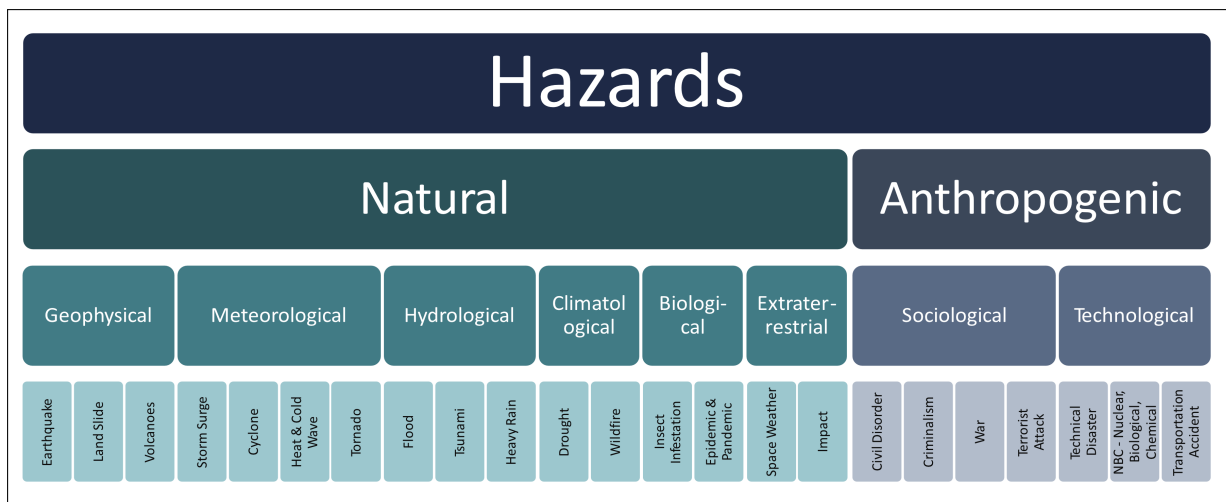 Hazards
Natural
Anthropogenic
Geophysical
Meteorological
Hydrological
Climatol
ogical
Biologi-
cal
Extrater-
restrial
Sociological
Technological
Earthquake
Land Slide
Volcanoes
Storm Surge
Cyclone
Heat & Cold
Wave
Tornado
Flood
Tsunami
Heavy Rain
Drought
Wildfire
Insect
Infestation
Epidemic &
Pandemic
Space Weather
Impact
Civil Disorder
Criminalism
War
Terrorist
Attack
Technical
Disaster
NBC - Nuclear,
Biological,
Chemical
Transportation
Accident